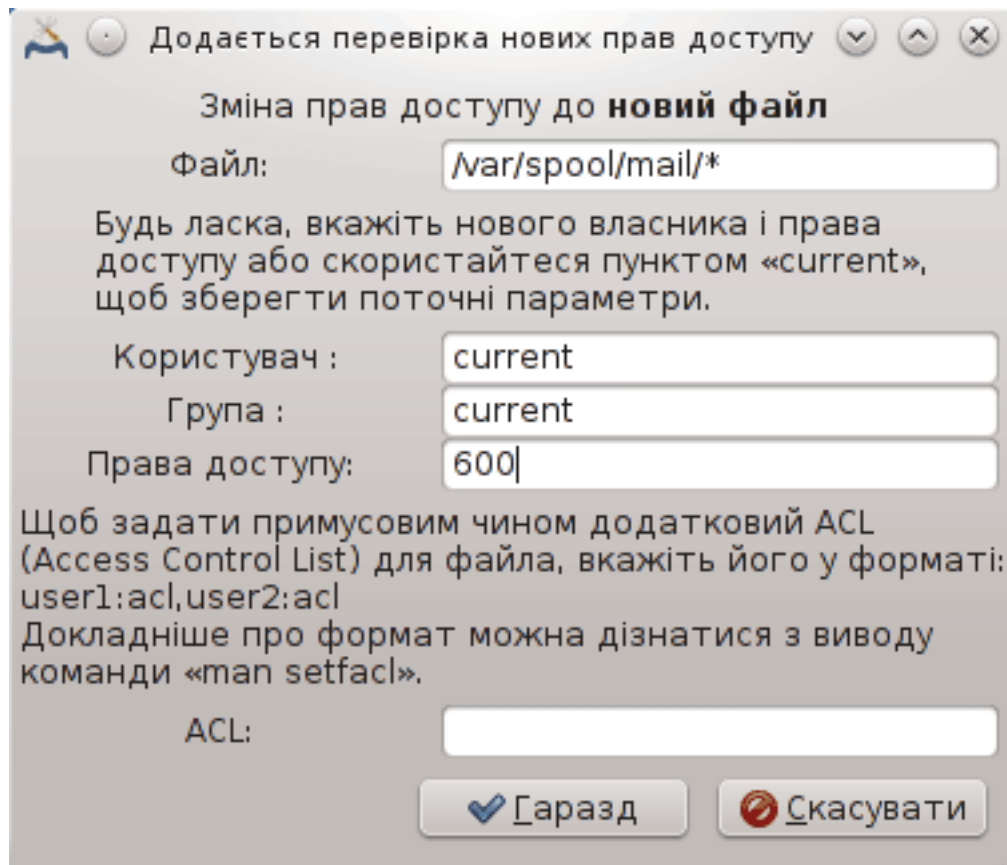 Додається перевірка нових прав доступу
Зміна прав доступу до новий файл
Файл: /var/spool/mail/*
Будь ласка, вкажіть нового власника і права
доступу або скористайтеся пунктом «current»,
щоб зберегти поточні параметри.
Користувач : current
Група : current
Права доступу: 600
Щоб задати примусовим чином додатковий ACL
(Access Control List) для файла, вкажіть його у форматі:
user1:acl,user2:acl
Докладніше про формат можна дізнатися з виводу
команди «man setfacl».
ACL:
Гаразд Скасувати